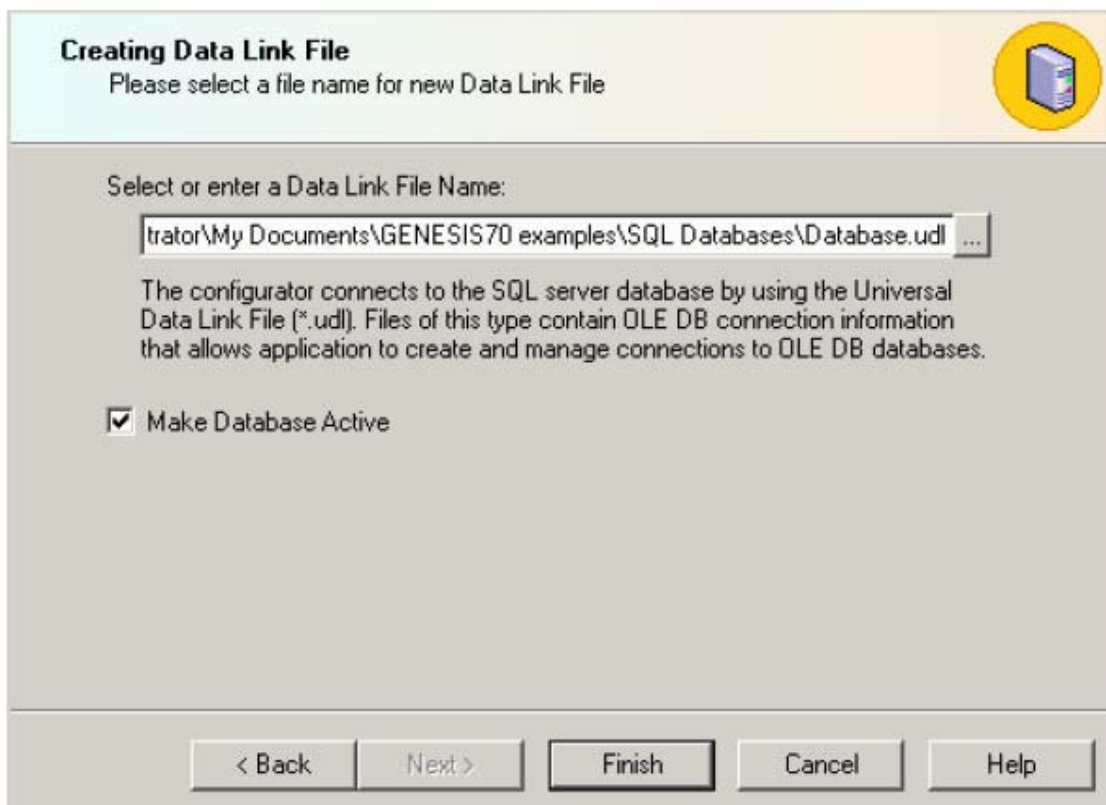 Creating Data Link File
Please select a file name for new Data Link File
Select or enter a Data Link File Name:
trator\My Documents\GENESIS70 examples\SQL Databases\Database.udl ...
The configurator connects to the SQL server database by using the Universal
Data Link File (*.udl). Files of this type contain OLE DB connection information
that allows application to create and manage connections to OLE DB databases.
Make Database Active
< Back Next > Finish Cancel Help